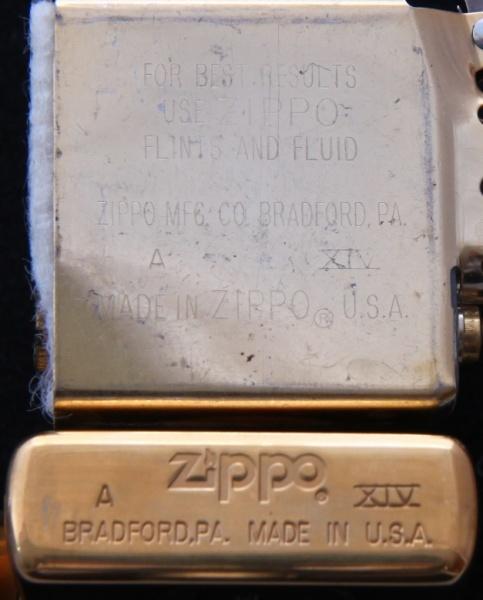 FOR BEST RESULTS
USE ZIPPO
FLINTS AND FLUID
ZIPPO MFG. CO. BRADFORD, PA.
A XIV
MADE IN ZIPPO® U.S.A.
Zippo®
A XIV
BRADFORD,PA. MADE IN U.S.A.